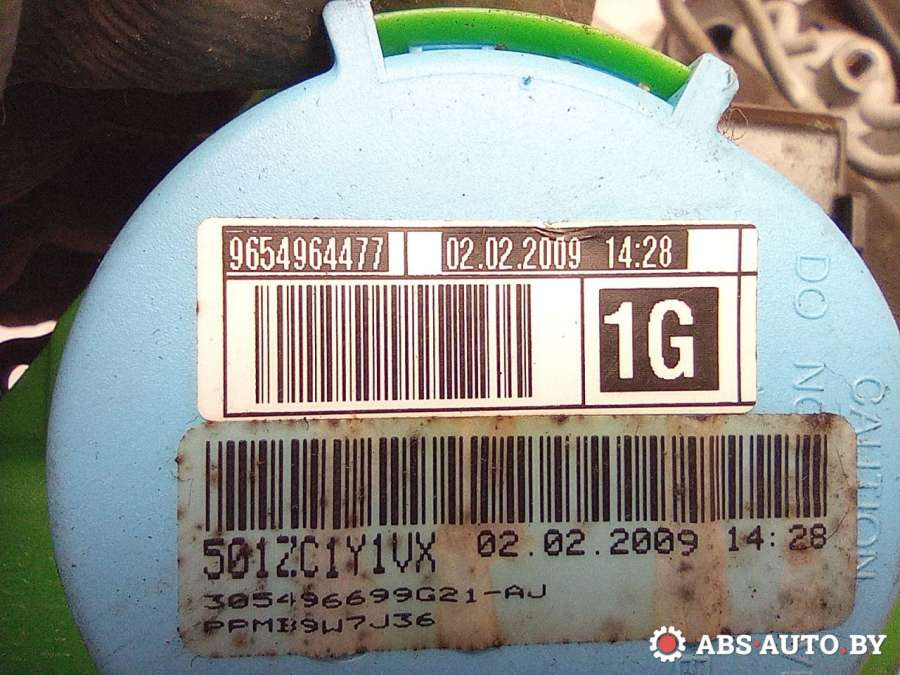 9654964477 02.02.2009 14:28
1G
501ZC1Y1VX 02.02.2009 14:28
305496699G21-AJ
PPMB9W7J36
DO NO
CAUTION
ABS-AUTO.BY